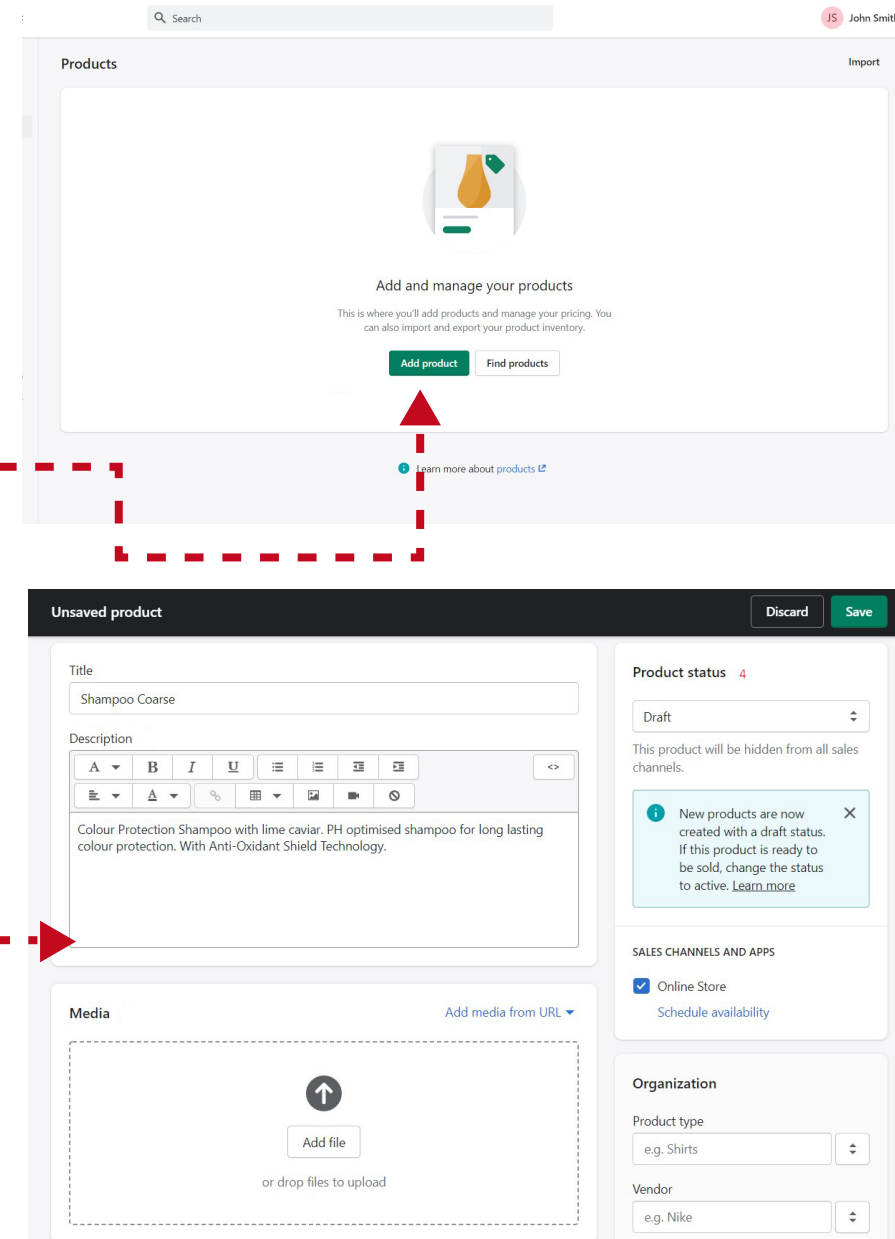 Search
JS John Smith
Products
Import
Add and manage your products
This is where you'll add products and manage your pricing. You
can also import and export your product inventory.
Add product
Find products
Learn more about products
Unsaved product
Discard
Save
Title
Shampoo Coarse
Description
A B I U
<>
A
Colour Protection Shampoo with lime caviar. PH optimised shampoo for long lasting
colour protection. With Anti-Oxidant Shield Technology.
Media
Add media from URL
Add file
or drop files to upload
Product status 4
Draft
This product will be hidden from all sales
channels.
New products are now
created with a draft status.
If this product is ready to
be sold, change the status
to active. Learn more
SALES CHANNELS AND APPS
Online Store
Schedule availability
Organization
Product type
e.g. Shirts
Vendor
e.g. Nike